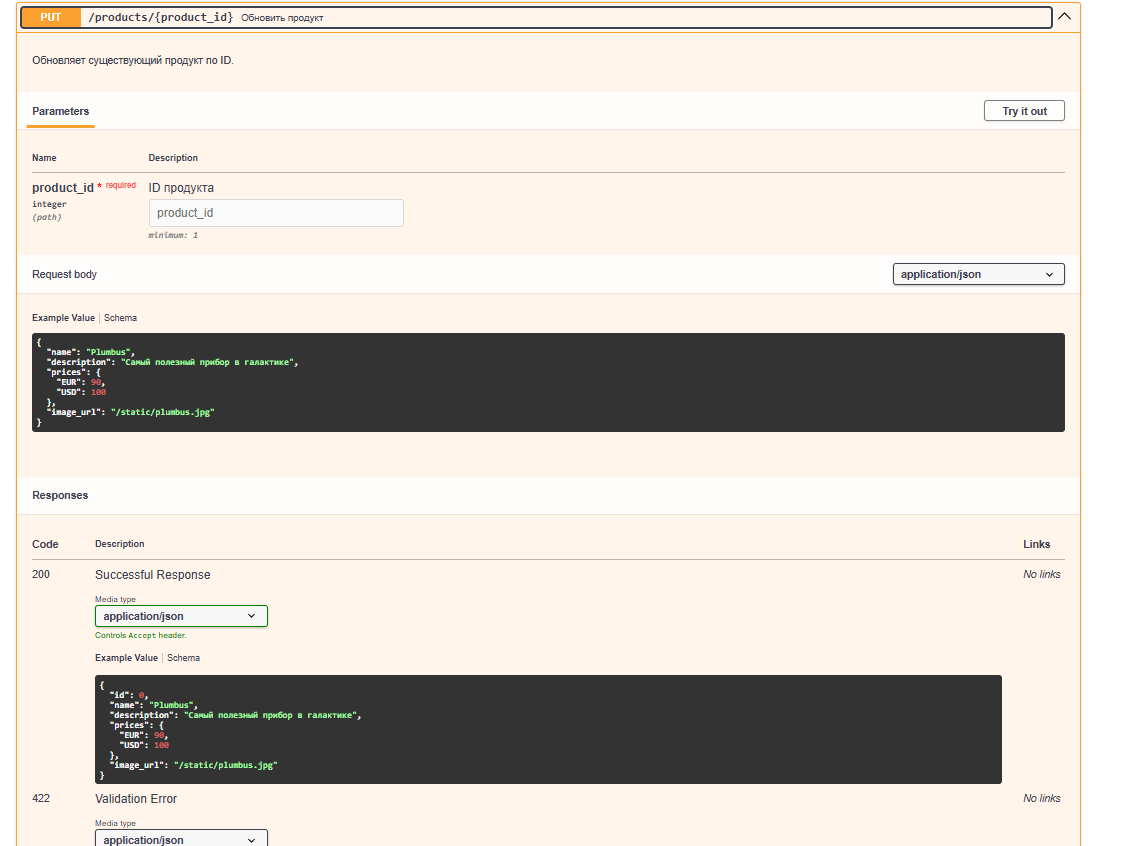 PUT /products/{product_id} Обновить продукт
Обновляет существующий продукт по ID.
Parameters
Try it out
Name Description
product_id * required ID продукта
integer
(path)
product_id
minimum: 1
Request body
application/json
Example Value Schema
{
"name": "Plumbus",
"description": "Самый полезный прибор в галактике",
"prices": {
"EUR": 90,
"USD": 100
},
"image_url": "/static/plumbus.jpg"
}
Responses
Code Description Links
200 Successful Response No links
Media type
application/json
Controls Accept header.
Example Value Schema
{
"id": 0,
"name": "Plumbus",
"description": "Самый полезный прибор в галактике",
"prices": {
"EUR": 90,
"USD": 100
},
"image_url": "/static/plumbus.jpg"
}
422 Validation Error No links
Media type
application/json